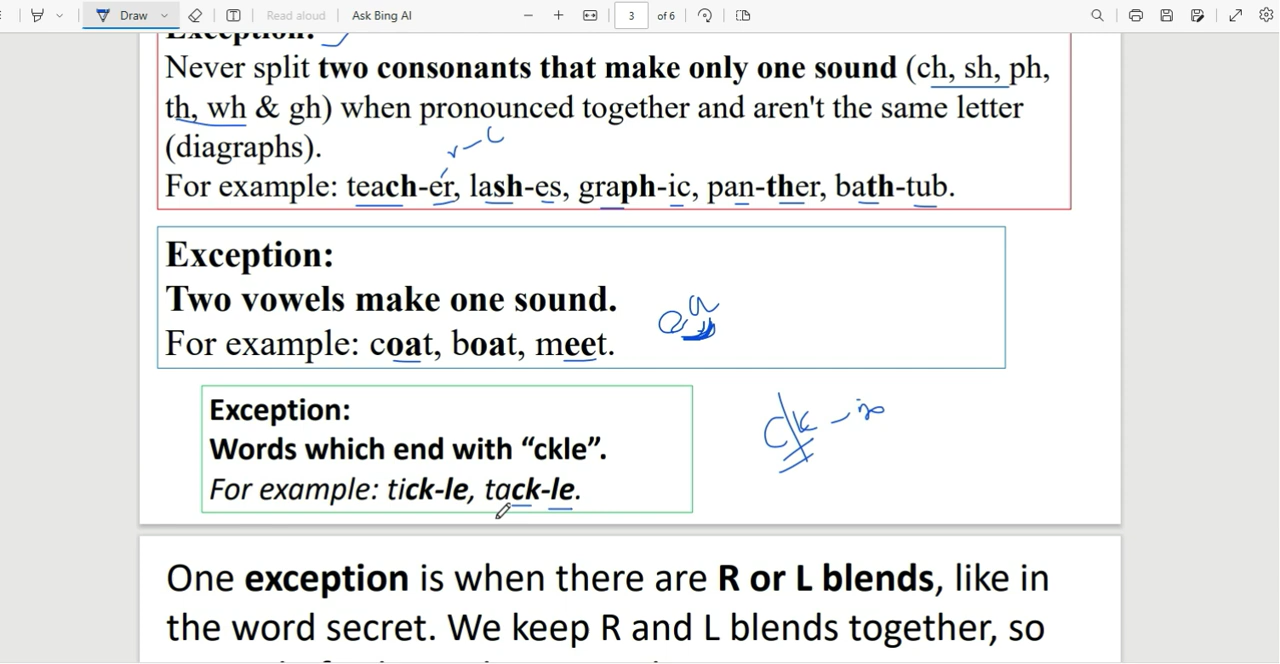 Draw
Read aloud
Ask Bing AI
3
of 6
Exception:
Never split two consonants that make only one sound (ch, sh, ph,
th, wh & gh) when pronounced together and aren't the same letter
(diagraphs).
v - c
For example: teach-er, lash-es, graph-ic, pan-ther, bath-tub.
Exception:
Two vowels make one sound.
For example: coat, boat, meet.
Exception:
Words which end with “ckle”.
For example: tick-le, tack-le.
ck
One exception is when there are R or L blends, like in
the word secret. We keep R and L blends together, so